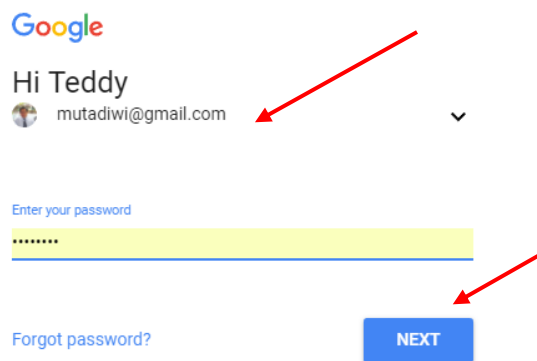 Google
Hi Teddy
mutadiwi@gmail.com
Enter your password
••••••••
Forgot password? NEXT